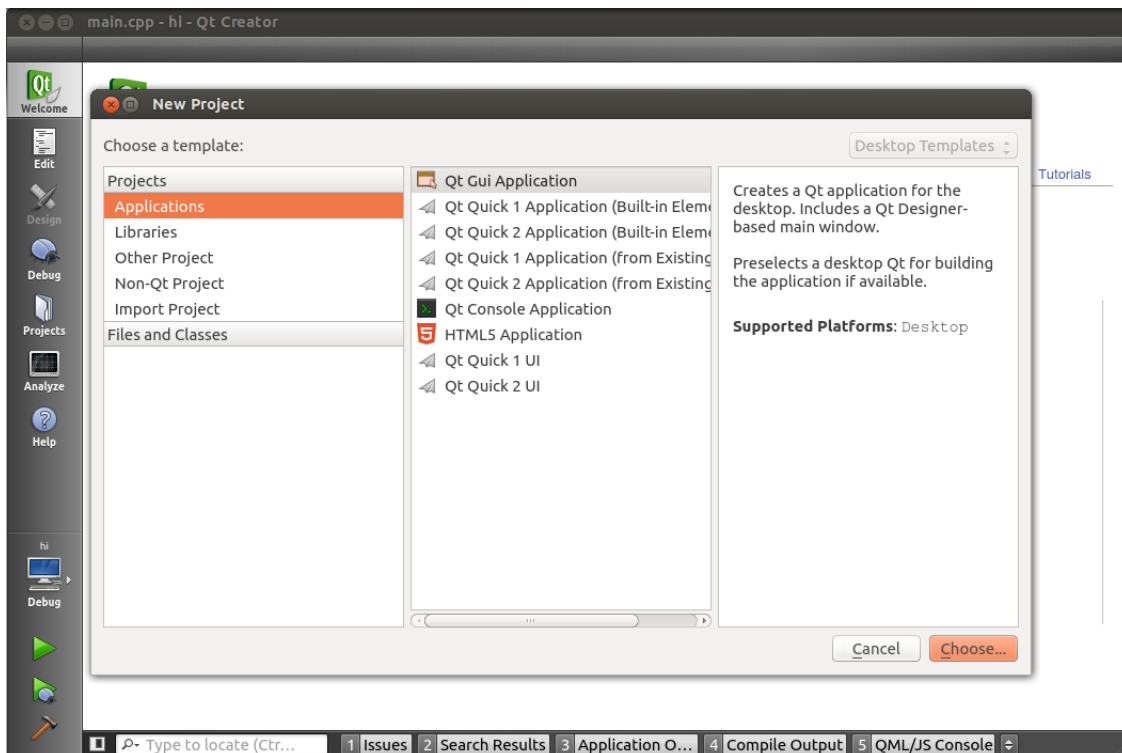 main.cpp - hi - Qt Creator
Qt
Welcome
Edit
Design
Debug
Projects
Analyze
Help
hi
Debug
New Project
Choose a template:
Desktop Templates
Projects
Applications
Libraries
Other Project
Non-Qt Project
Import Project
Files and Classes
Qt Gui Application
Qt Quick 1 Application (Built-in Eleme
Qt Quick 2 Application (Built-in Eleme
Qt Quick 1 Application (from Existing
Qt Quick 2 Application (from Existing
Qt Console Application
HTML5 Application
Qt Quick 1 UI
Qt Quick 2 UI
Creates a Qt application for the
desktop. Includes a Qt Designer-
based main window.
Preselects a desktop Qt for building
the application if available.
Supported Platforms: Desktop
Tutorials
Cancel
Choose...
Type to locate (Ctr...
1 Issues 2 Search Results 3 Application O... 4 Compile Output 5 QML/JS Console